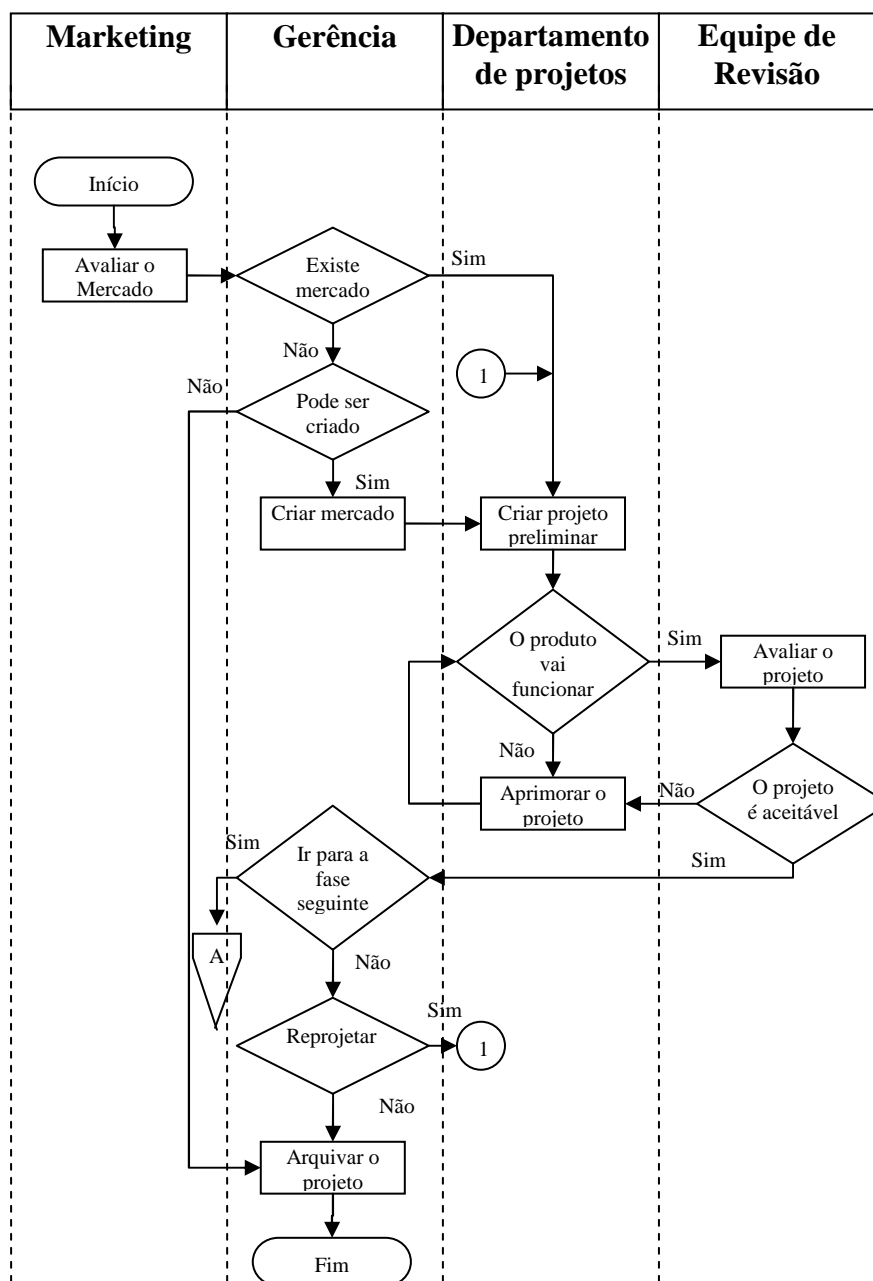 Marketing
Gerência
Departamento
de projetos
Equipe de
Revisão
Início
Avaliar o
Mercado
Existe
mercado
Sim
Não
1
Não
Pode ser
criado
Sim
Criar mercado
Criar projeto
preliminar
O produto
vai
funcionar
Sim
Avaliar o
projeto
Não
Aprimorar o
projeto
Não
O projeto
é aceitável
Sim
Sim
Ir para a
fase
seguinte
A
Não
Reprojetar
Sim
1
Não
Arquivar o
projeto
Fim